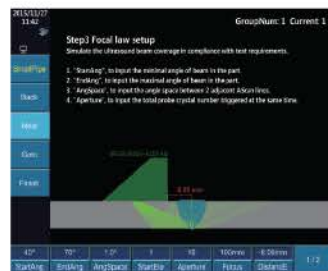 2015/11/27
11:42
GroupNum: 1 Current 1
Step3 Focal law setup
Simulate the ultrasound beam coverage in compliance with test requirements.
1. "StartAng", to input the minimal angle of beam in the part.
2. "EndAng", to input the maximal angle of beam in the part.
3. "AngSpace", to input the angle space between 2 adjacent AScan lines.
4. "Aperture", to input the total probe crystal number triggered at the same time.
SmallPipe
Back
Next
Finish
40° 70° 1.0° 1 16 100mm -8.09mm
StartAng EndAng AngSpace StartEle Aperture Focus DistancE
1/2